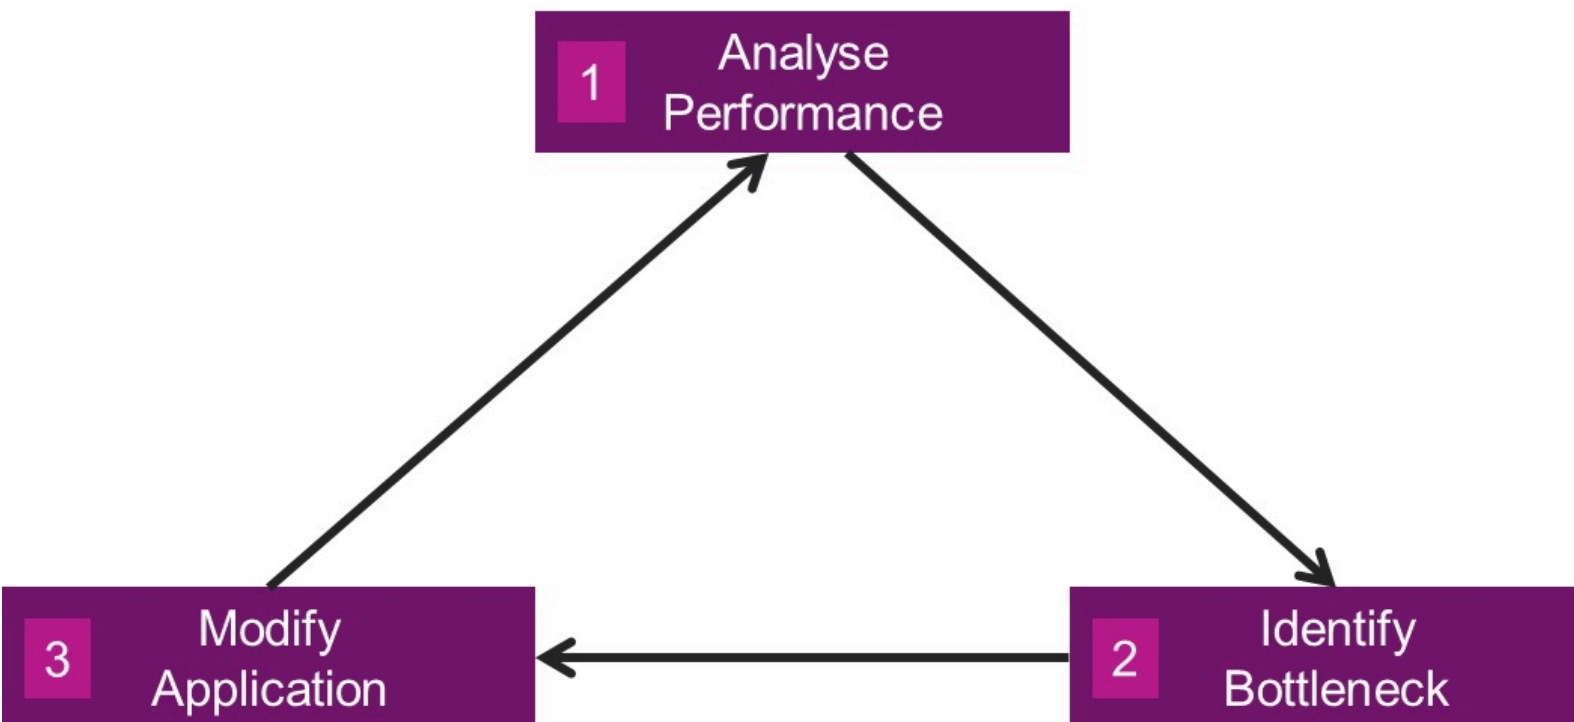 1
Analyse
Performance
3
Modify
Application
2
Identify
Bottleneck